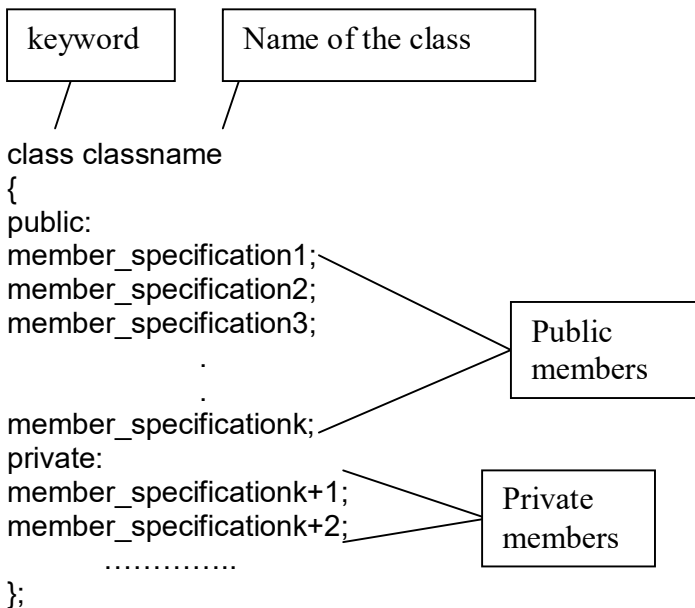 keyword
Name of the class
class classname
{
public:
member_specification1;
member_specification2;
member_specification3;
.
.
member_specificationk;
private:
member_specificationk+1;
member_specificationk+2;
…………..
};
Public
members
Private
members